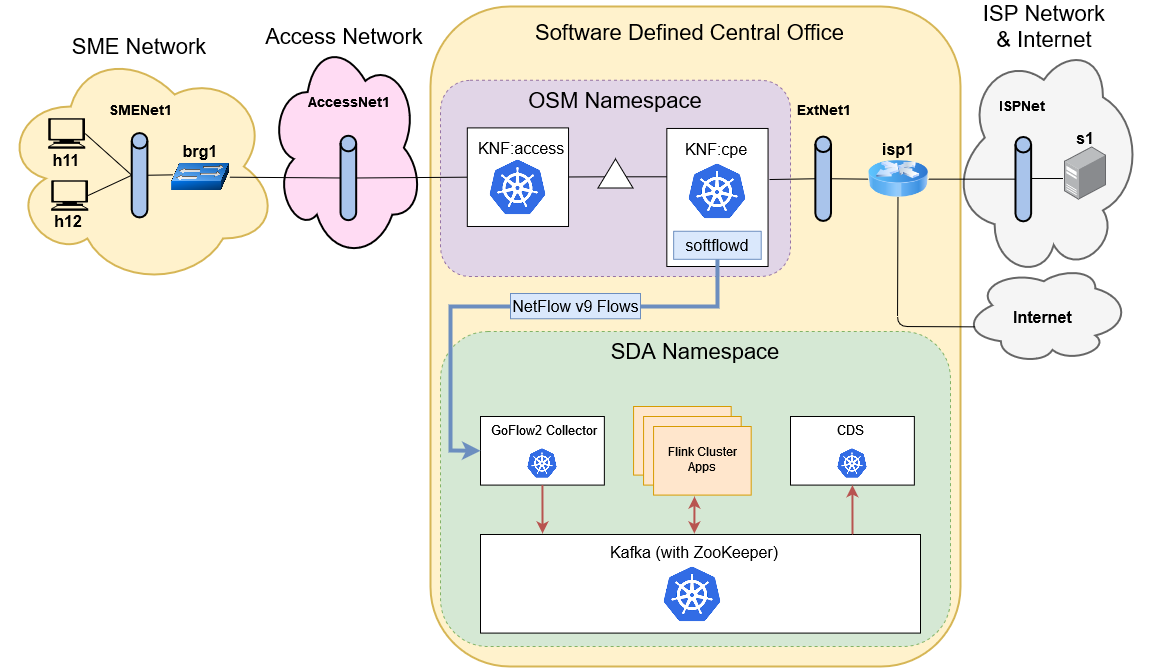 SME Network
Access Network
Software Defined Central Office
ISP Network
& Internet
SMENet1
h11
h12
brg1
AccessNet1
OSM Namespace
KNF:access
KNF:cpe
softflowd
ExtNet1
isp1
ISPNet
s1
Internet
NetFlow v9 Flows
SDA Namespace
GoFlow2 Collector
Flink Cluster
Apps
CDS
Kafka (with ZooKeeper)